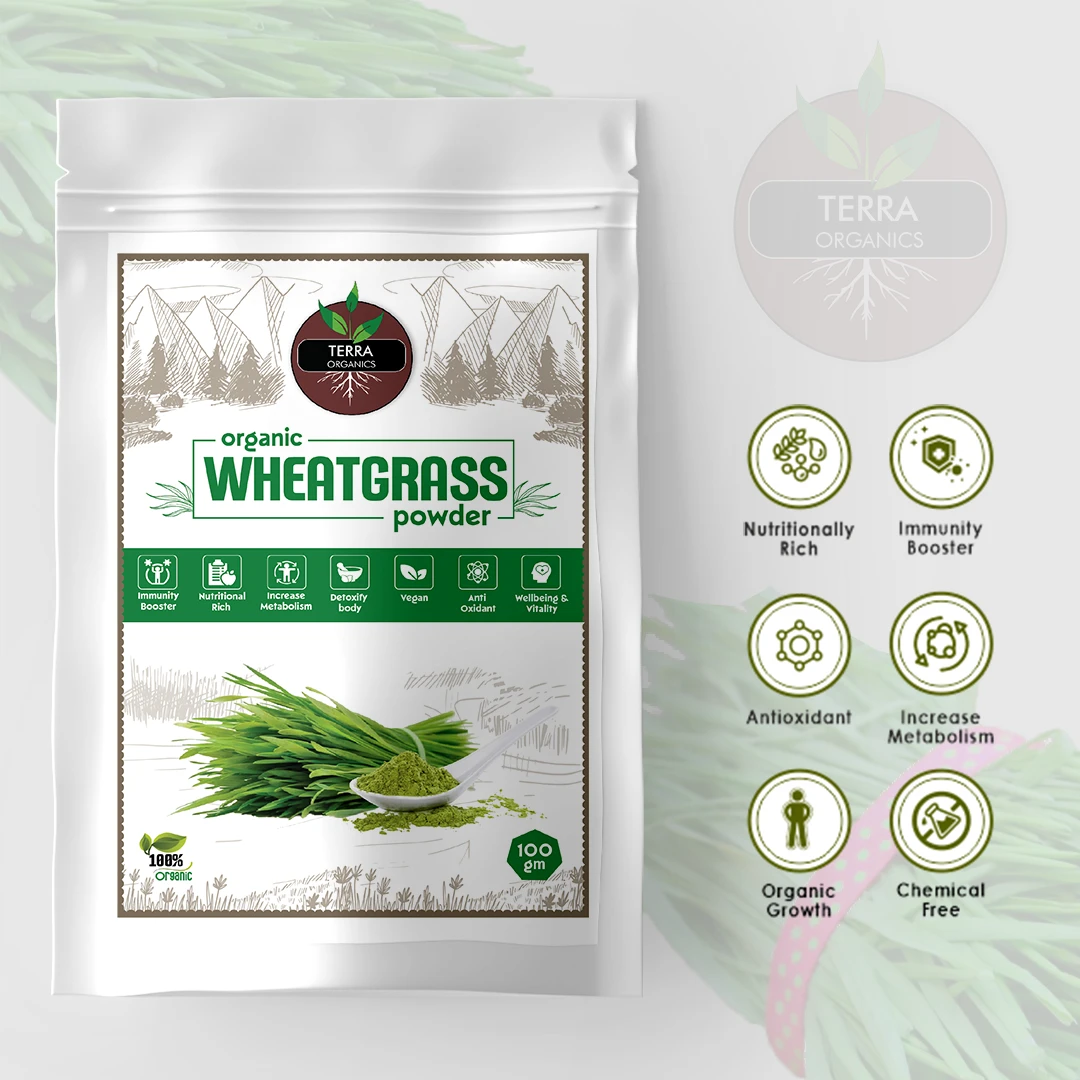 TERRA
ORGANICS
organic
WHEATGRASS
powder
Immunity
Booster
Nutritional
Rich
Increase
Metabolism
Detoxify
body
Vegan
Anti
Oxidant
Wellbeing &
Vitality
100%
Organic
100
gm
TERRA
ORGANICS
Nutritionally
Rich
Immunity
Booster
Antioxidant
Increase
Metabolism
Organic
Growth
Chemical
Free